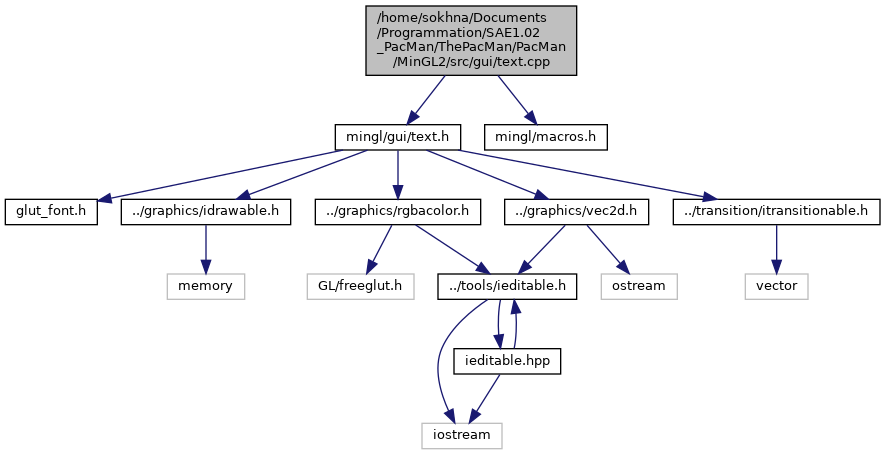 /home/sokhna/Documents
/Programmation/SAE1.02
_PacMan/ThePacMan/PacMan
/MinGL2/src/gui/text.cpp
mingl/gui/text.h
mingl/macros.h
glut_font.h
../graphics/idrawable.h
../graphics/rgbacolor.h
../graphics/vec2d.h
../transition/itransitionable.h
memory
GL/freeglut.h
../tools/ieditable.h
ostream
vector
ieditable.hpp
iostream